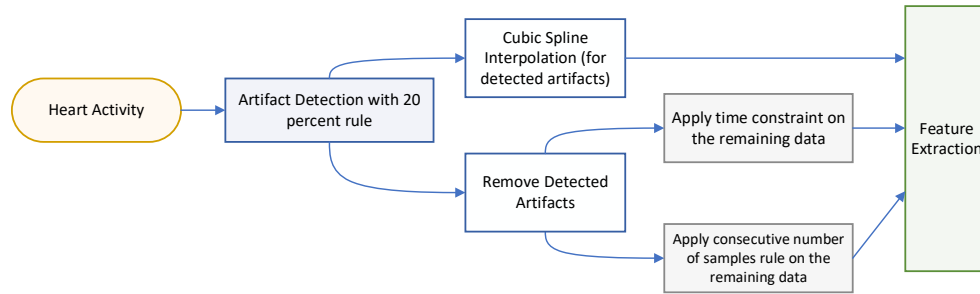 Heart Activity
Artifact Detection with 20
percent rule
Cubic Spline
Interpolation (for
detected artifacts)
Remove Detected
Artifacts
Apply time constraint on
the remaining data
Apply consecutive number
of samples rule on the
remaining data
Feature
Extraction